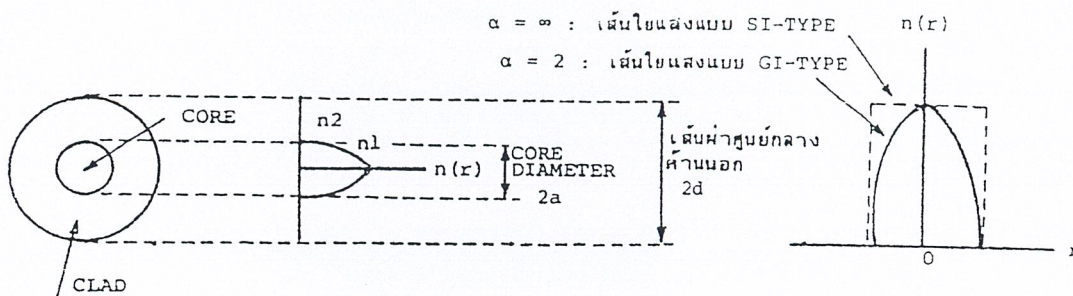 α = ∞ : เส้นใยแสงแบบ SI-TYPE
n(r)
α = 2 : เส้นใยแสงแบบ GI-TYPE
CORE
n2
n1
n(r)
CORE
DIAMETER
2a
เส้นผ่าศูนย์กลาง
ด้านนอก
2d
0
r
CLAD